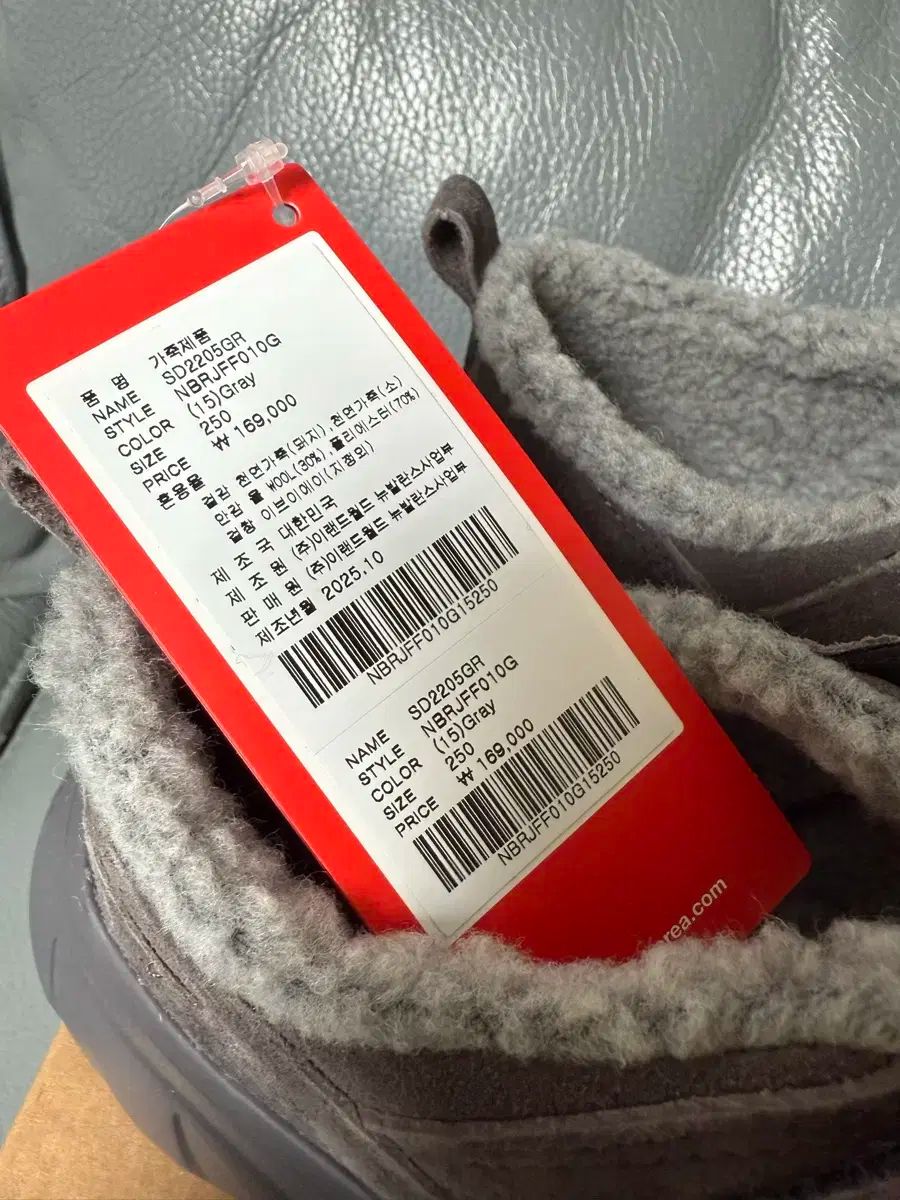 품 명 가죽제품
NAME SD2205GR
STYLE NBRJFF010G
COLOR (15)Gray
SIZE 250
PRICE ₩ 169,000
혼용율 겉감 천연가죽(돼지),천연가죽(소)
안감 울 WOOL(30%),폴리에스터(70%)
겉창 이브이에이(지정외)
제 조 국 대한민국
제 조 원 (주)이랜드월드 뉴발란스사업부
판 매 원 (주)이랜드월드 뉴발란스사업부
제조년월 2025.10
NBRJFF010G15250
NAME SD2205GR
STYLE NBRJFF010G
COLOR (15)Gray
SIZE 250
PRICE ₩ 169,000
NBRJFF010G15250
rea.com